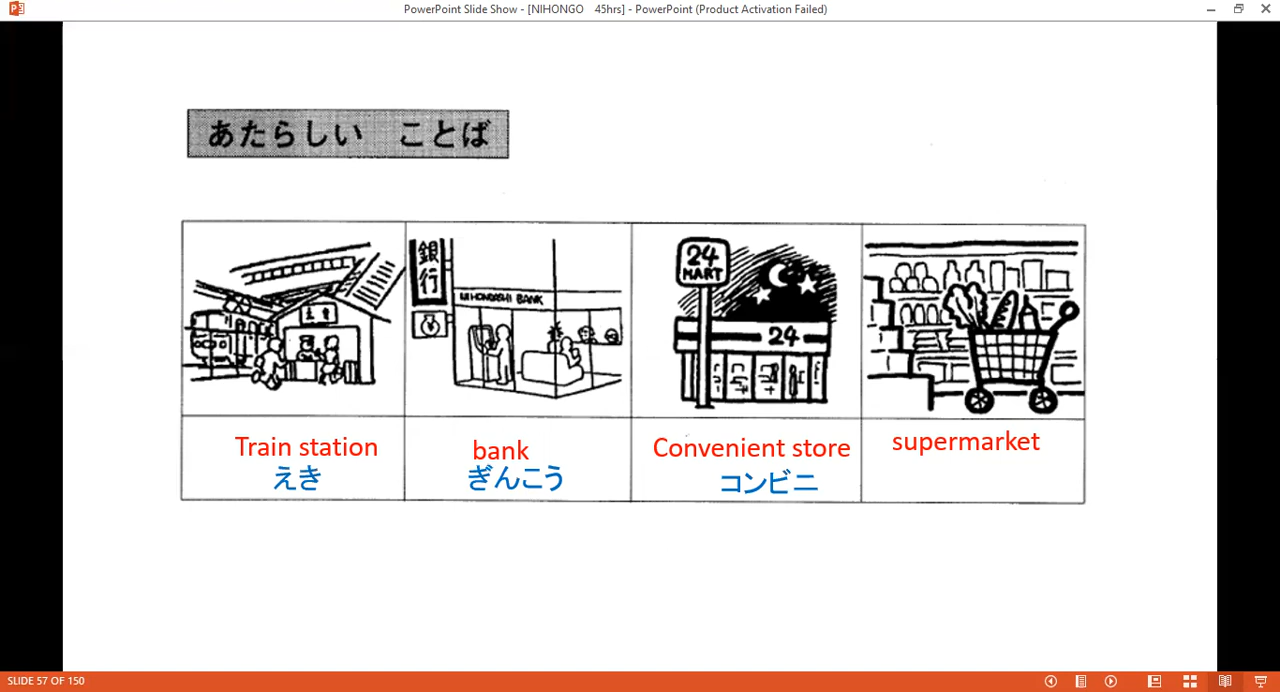 PowerPoint Slide Show - [NIHONGO 45hrs] - PowerPoint (Product Activation Failed)
あたらしい ことば
銀行
NIHONBASHI BANK
24
MART
24
Train station
えき
bank
ぎんこう
Convenient store
コンビニ
supermarket
SLIDE 57 OF 150